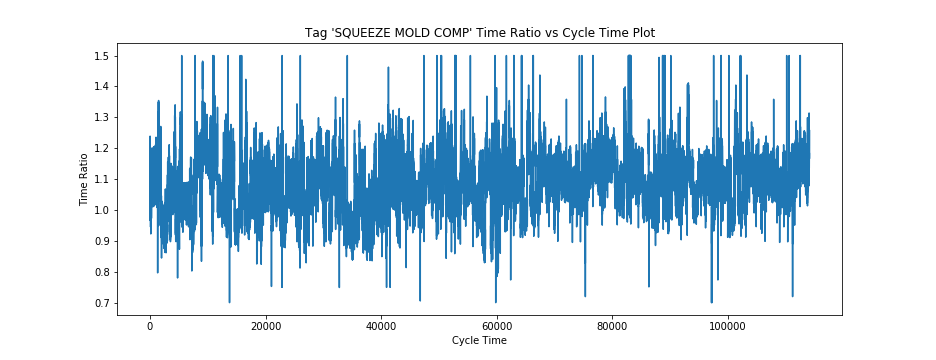 Tag 'SQUEEZE MOLD COMP' Time Ratio vs Cycle Time Plot
1.5
1.4
1.3
1.2
1.1
1.0
0.9
0.8
0.7
Time Ratio
0 20000 40000 60000 80000 100000
Cycle Time